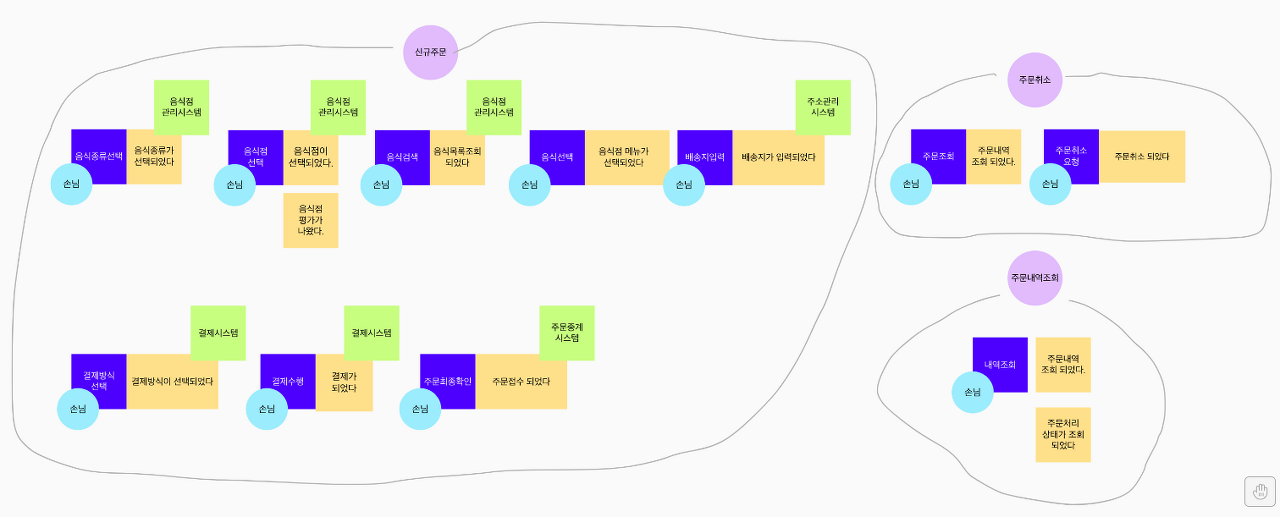 신규주문
음식점
관리시스템
음식종류선택
음식종류가
선택되었다
손님
음식점
관리시스템
음식점
선택
음식점이
선택되었다.
손님
음식점
평가가
나왔다.
음식점
관리시스템
음식검색
음식목록조회
되었다
손님
음식선택
음식점 메뉴가
선택되었다
손님
주소관리
시스템
배송지입력
배송지가 입력되었다
손님
결제시스템
결제방식
선택
결제방식이 선택되었다
손님
결제시스템
결제수행
결제가
되었다
손님
주문중계
시스템
주문최종확인
주문접수 되었다
손님
주문취소
주문조회
주문내역
조회 되었다.
손님
주문취소
요청
주문취소 되었다
손님
주문내역조회
내역조회
주문내역
조회 되었다.
손님
주문처리
상태가 조회
되었다